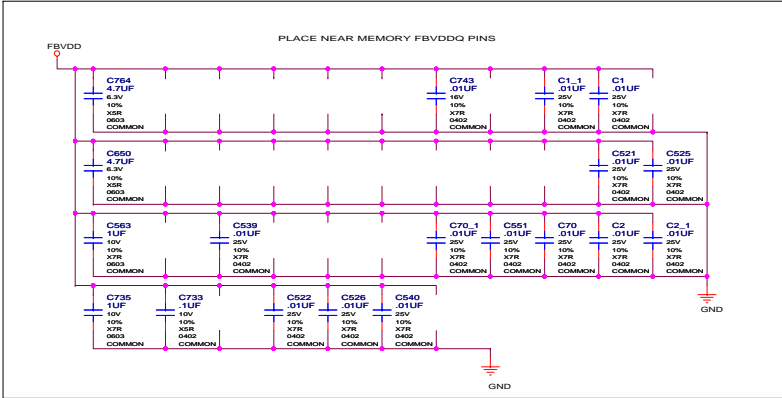 PLACE NEAR MEMORY FBVDDQ PINS
FBVDD
C764
4.7UF
6.3V
10%
X5R
0603
COMMON
C743
.01UF
16V
10%
X7R
0402
COMMON
C1_1
.01UF
25V
10%
X7R
0402
COMMON
C1
.01UF
25V
10%
X7R
0402
COMMON
C650
4.7UF
6.3V
10%
X5R
0603
COMMON
C521
.01UF
25V
10%
X7R
0402
COMMON
C525
.01UF
25V
10%
X7R
0402
COMMON
C563
1UF
10V
10%
X7R
0603
COMMON
C539
.01UF
25V
10%
X7R
0402
COMMON
C70_1
.01UF
25V
10%
X7R
0402
COMMON
C551
.01UF
25V
10%
X7R
0402
COMMON
C70
.01UF
25V
10%
X7R
0402
COMMON
C2
.01UF
25V
10%
X7R
0402
COMMON
C2_1
.01UF
25V
10%
X7R
0402
COMMON
C735
1UF
10V
10%
X7R
0603
COMMON
C733
.1UF
10V
10%
X5R
0402
COMMON
C522
.01UF
25V
10%
X7R
0402
COMMON
C526
.01UF
25V
10%
X7R
0402
COMMON
C540
.01UF
25V
10%
X7R
0402
COMMON
GND
GND